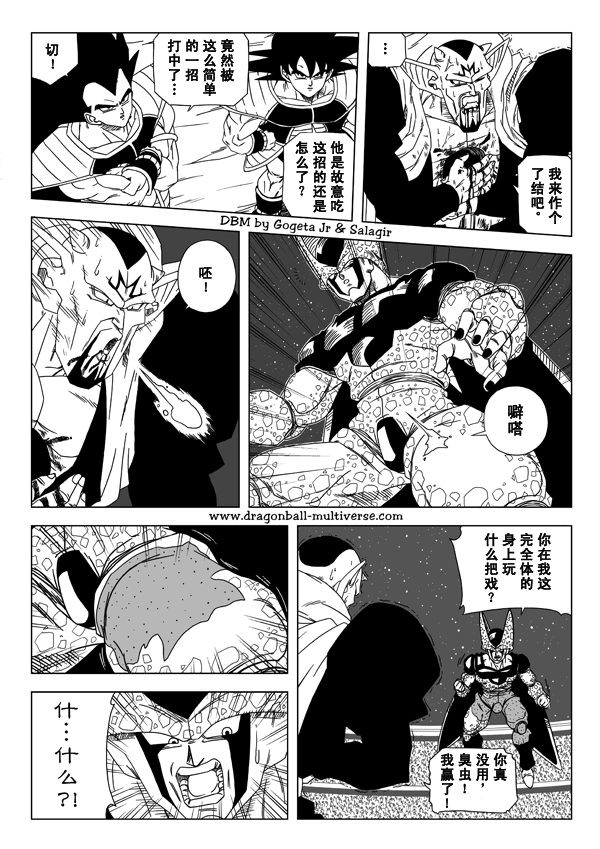 切！
竟然被
这么简单
的一招
打中了…
他是故意吃
这招的还是
怎么了？
…
我来作个
了结吧。
DBM by Gogeta Jr & Salagir
呸！
噼嗒
www.dragonball-multiverse.com
什…什么?!
你在我这
完全体的
身上玩
什么把戏？
你真
没用，
臭虫！
我赢了！